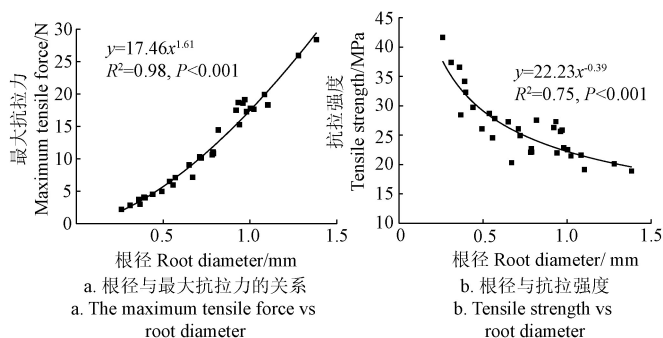 最大抗拉力
Maximum tensile force/N
30
25
20
15
10
5
0
0.5
1.0
1.5
y=17.46x^1.61
R²=0.98, P<0.001
根径 Root diameter/mm
a. 根径与最大抗拉力的关系
a. The maximum tensile force vs
root diameter
抗拉强度
Tensile strength/MPa
45
40
35
30
25
20
15
0
0.5
1.0
1.5
y=22.23x^-0.39
R²=0.75, P<0.001
根径 Root diameter/ mm
b. 根径与抗拉强度
b. Tensile strength vs
root diameter